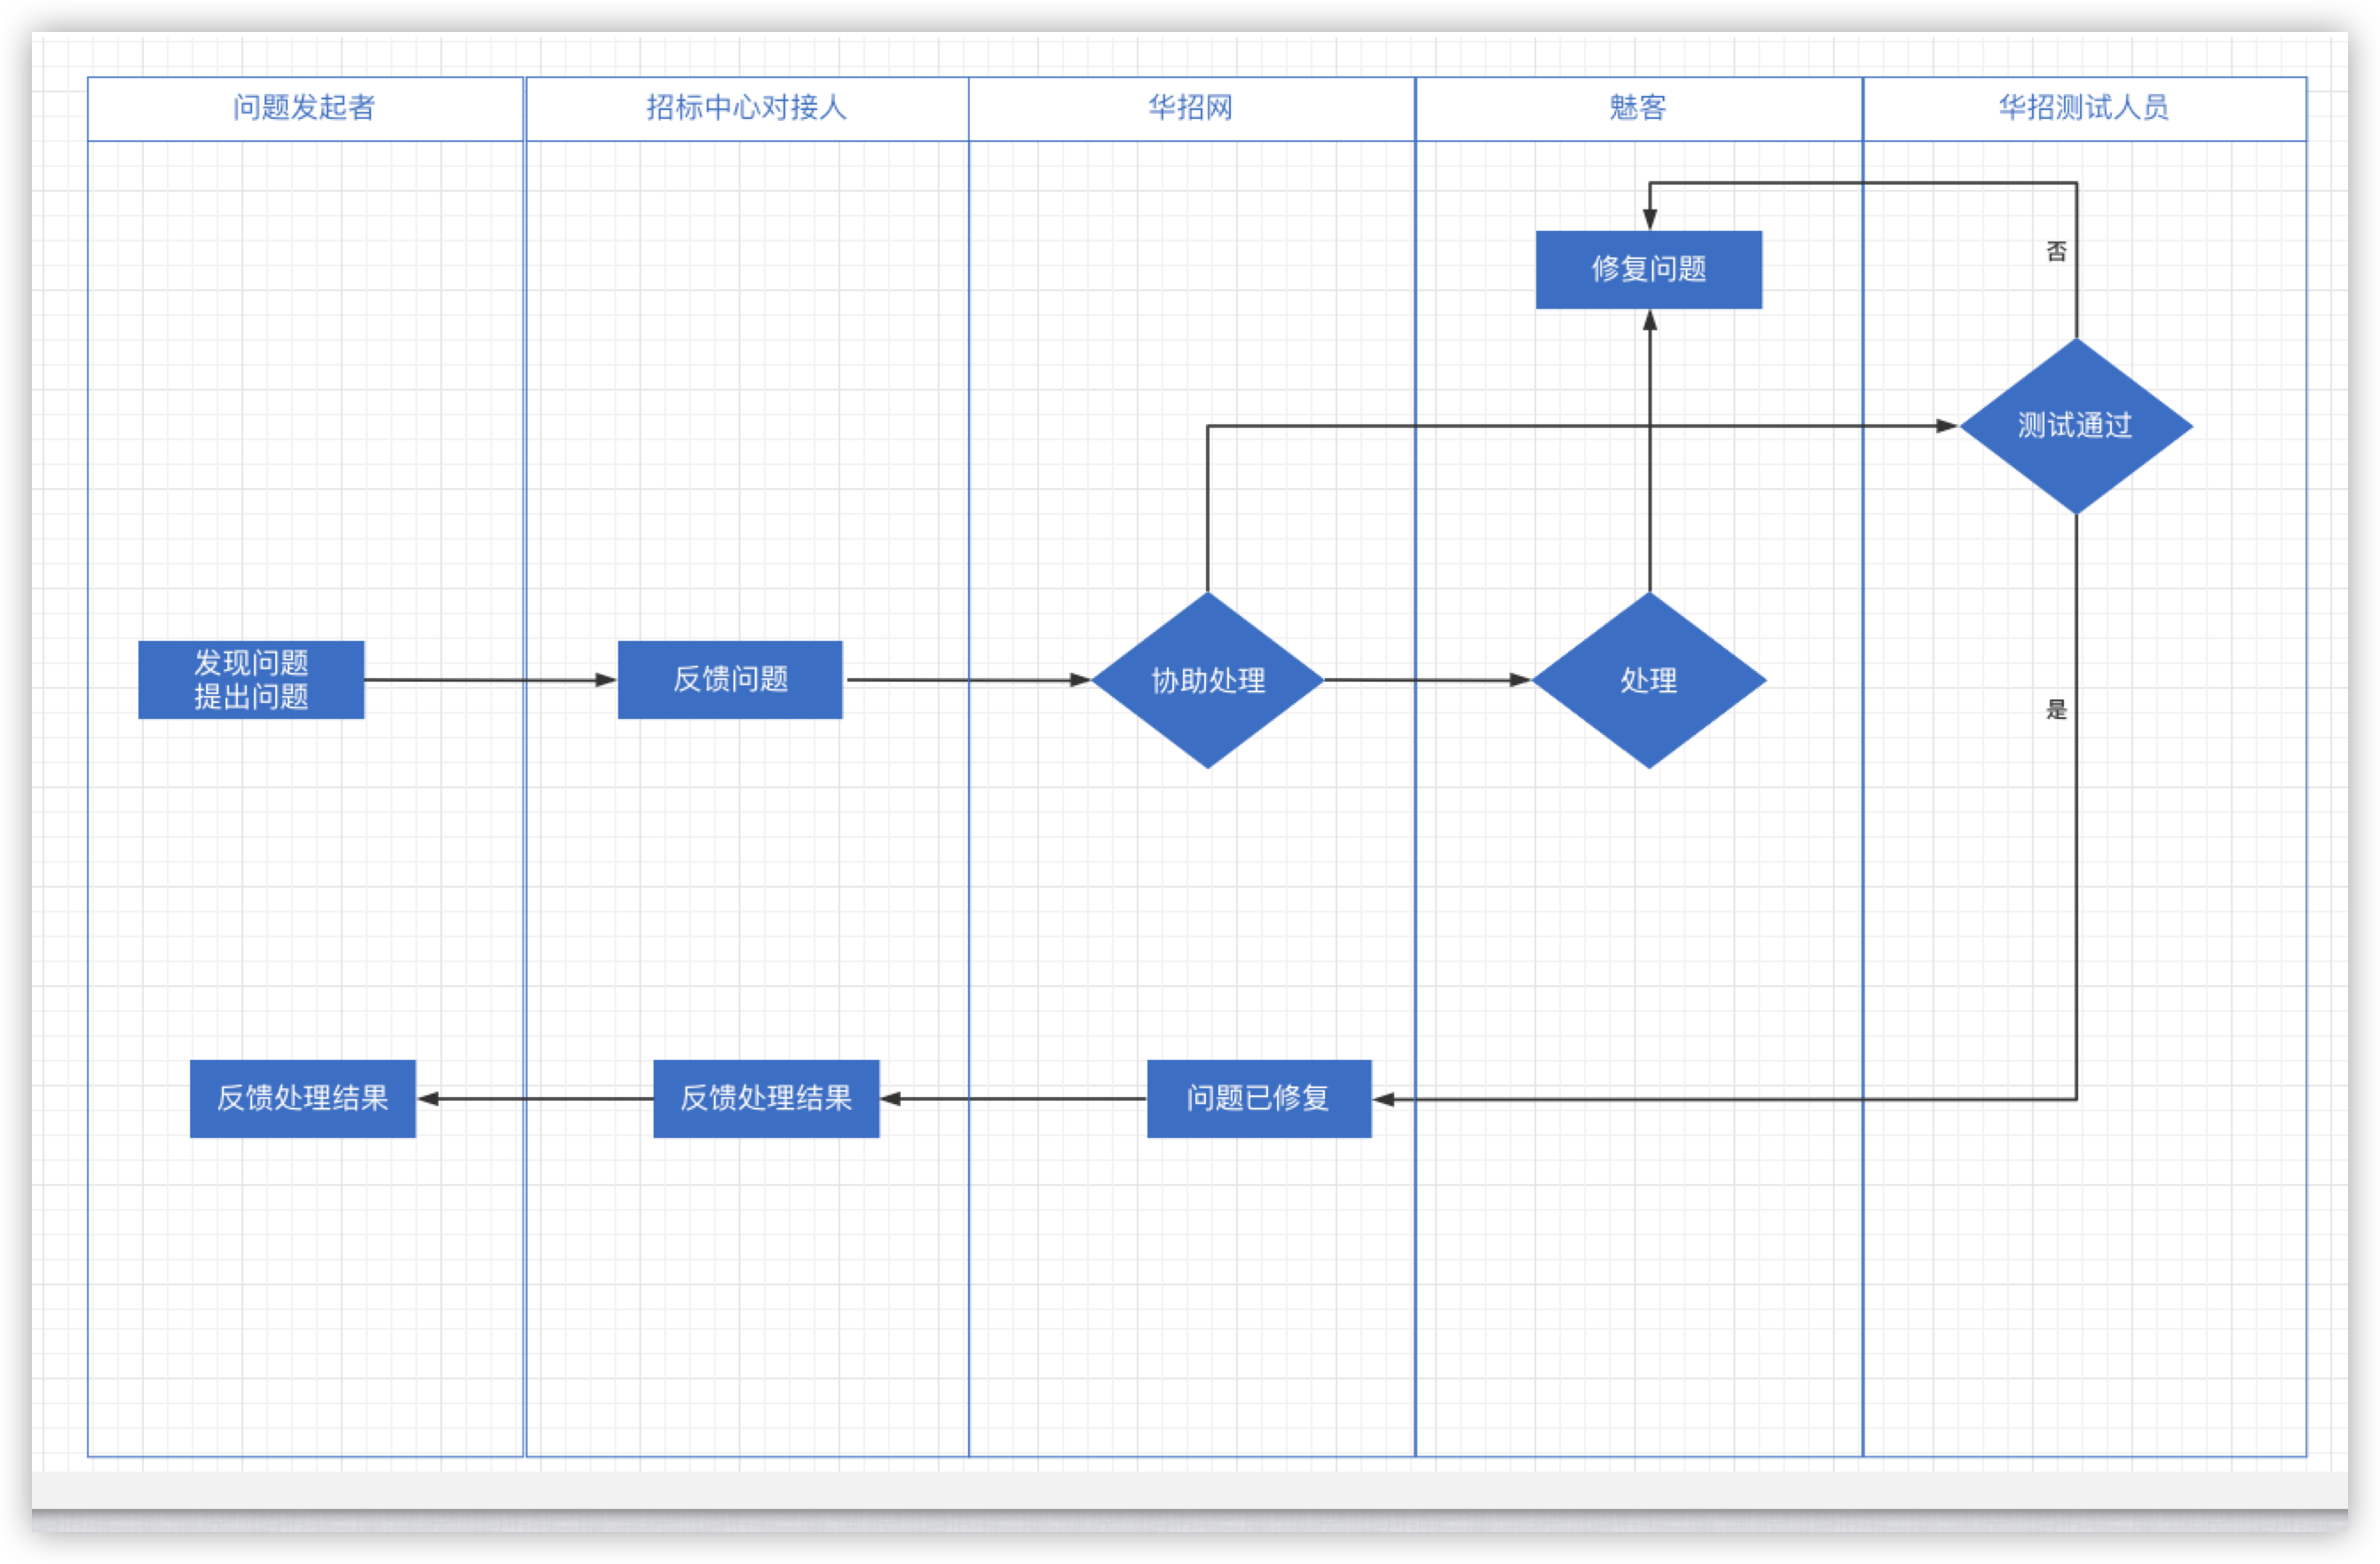 问题发起者
招标中心对接人
华招网
魅客
华招测试人员
否
修复问题
测试通过
发现问题
提出问题
反馈问题
协助处理
处理
是
反馈处理结果
反馈处理结果
问题已修复